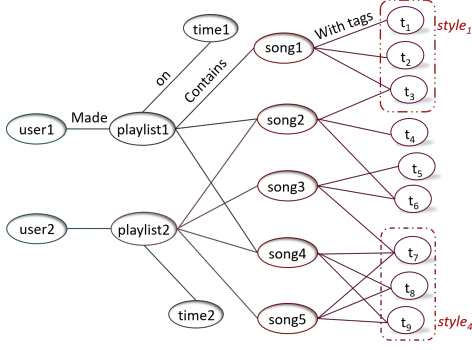 time1
With tags
t1
style1
song1
t2
on
Contains
t3
Made
user1
playlist1
song2
t4
t5
song3
t6
user2
playlist2
song4
t7
t8
time2
song5
t9
style4